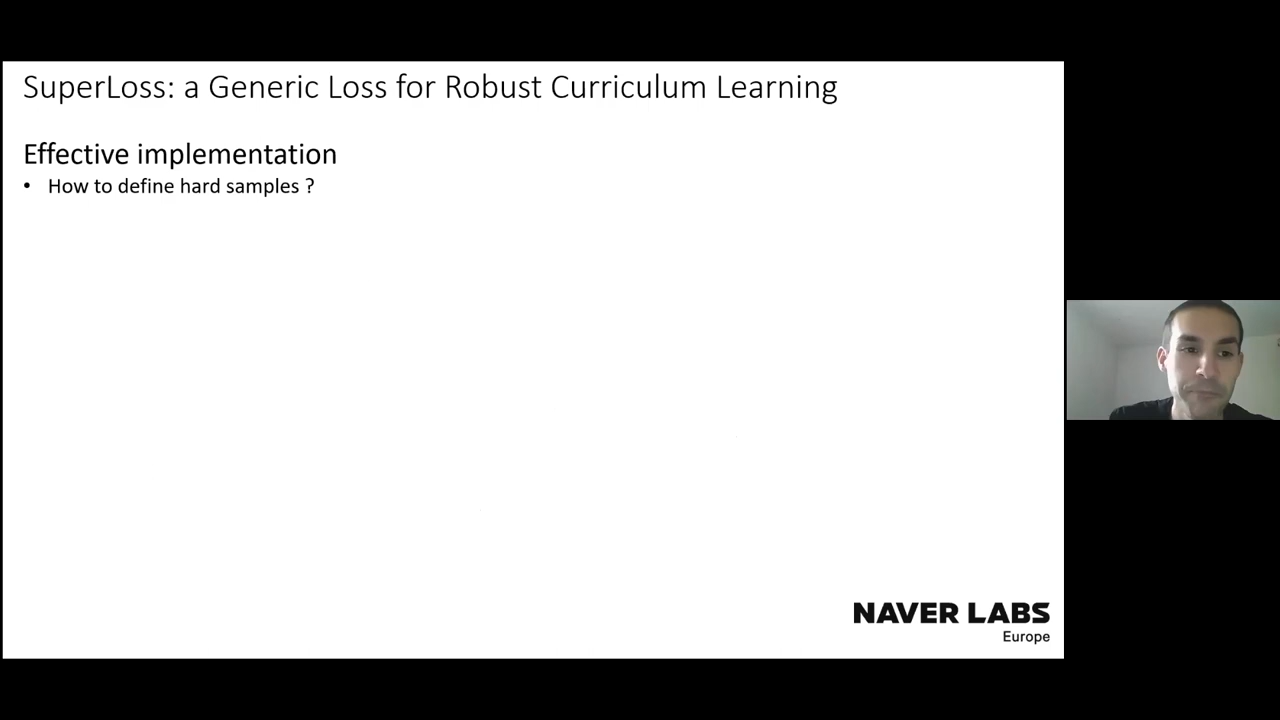 SuperLoss: a Generic Loss for Robust Curriculum Learning
Effective implementation
• How to define hard samples ?
NAVER LABS
Europe